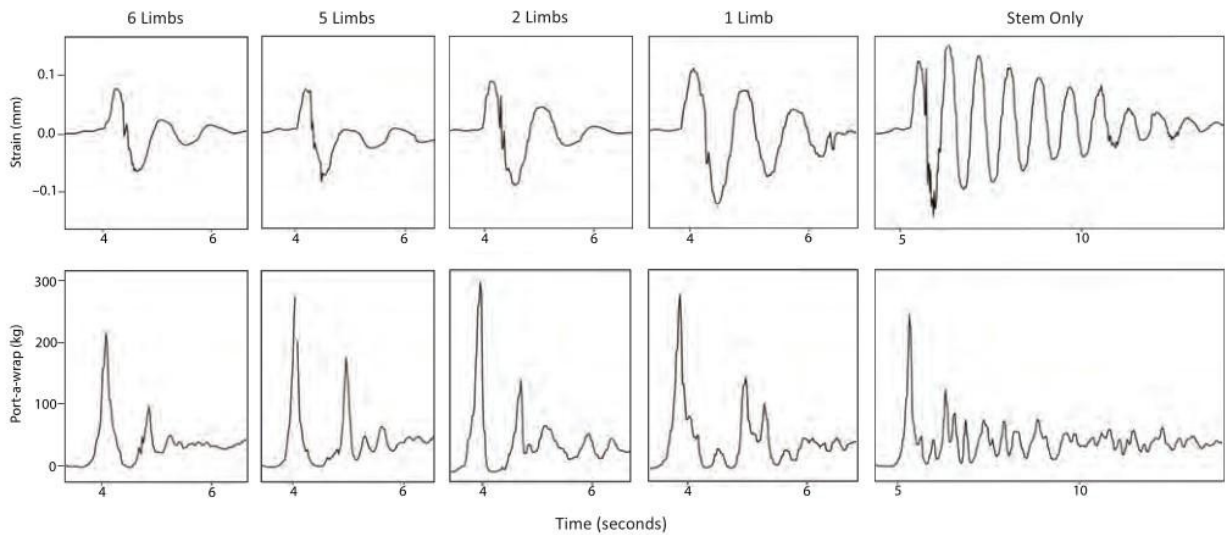 6 Limbs 5 Limbs 2 Limbs 1 Limb Stem Only
Strain (mm)
0.1
0.0
−0.1
4 6 4 6 4 6 4 6 5 10
Port-a-wrap (kg)
300
200
100
0
4 6 4 6 4 6 4 6 5 10
Time (seconds)